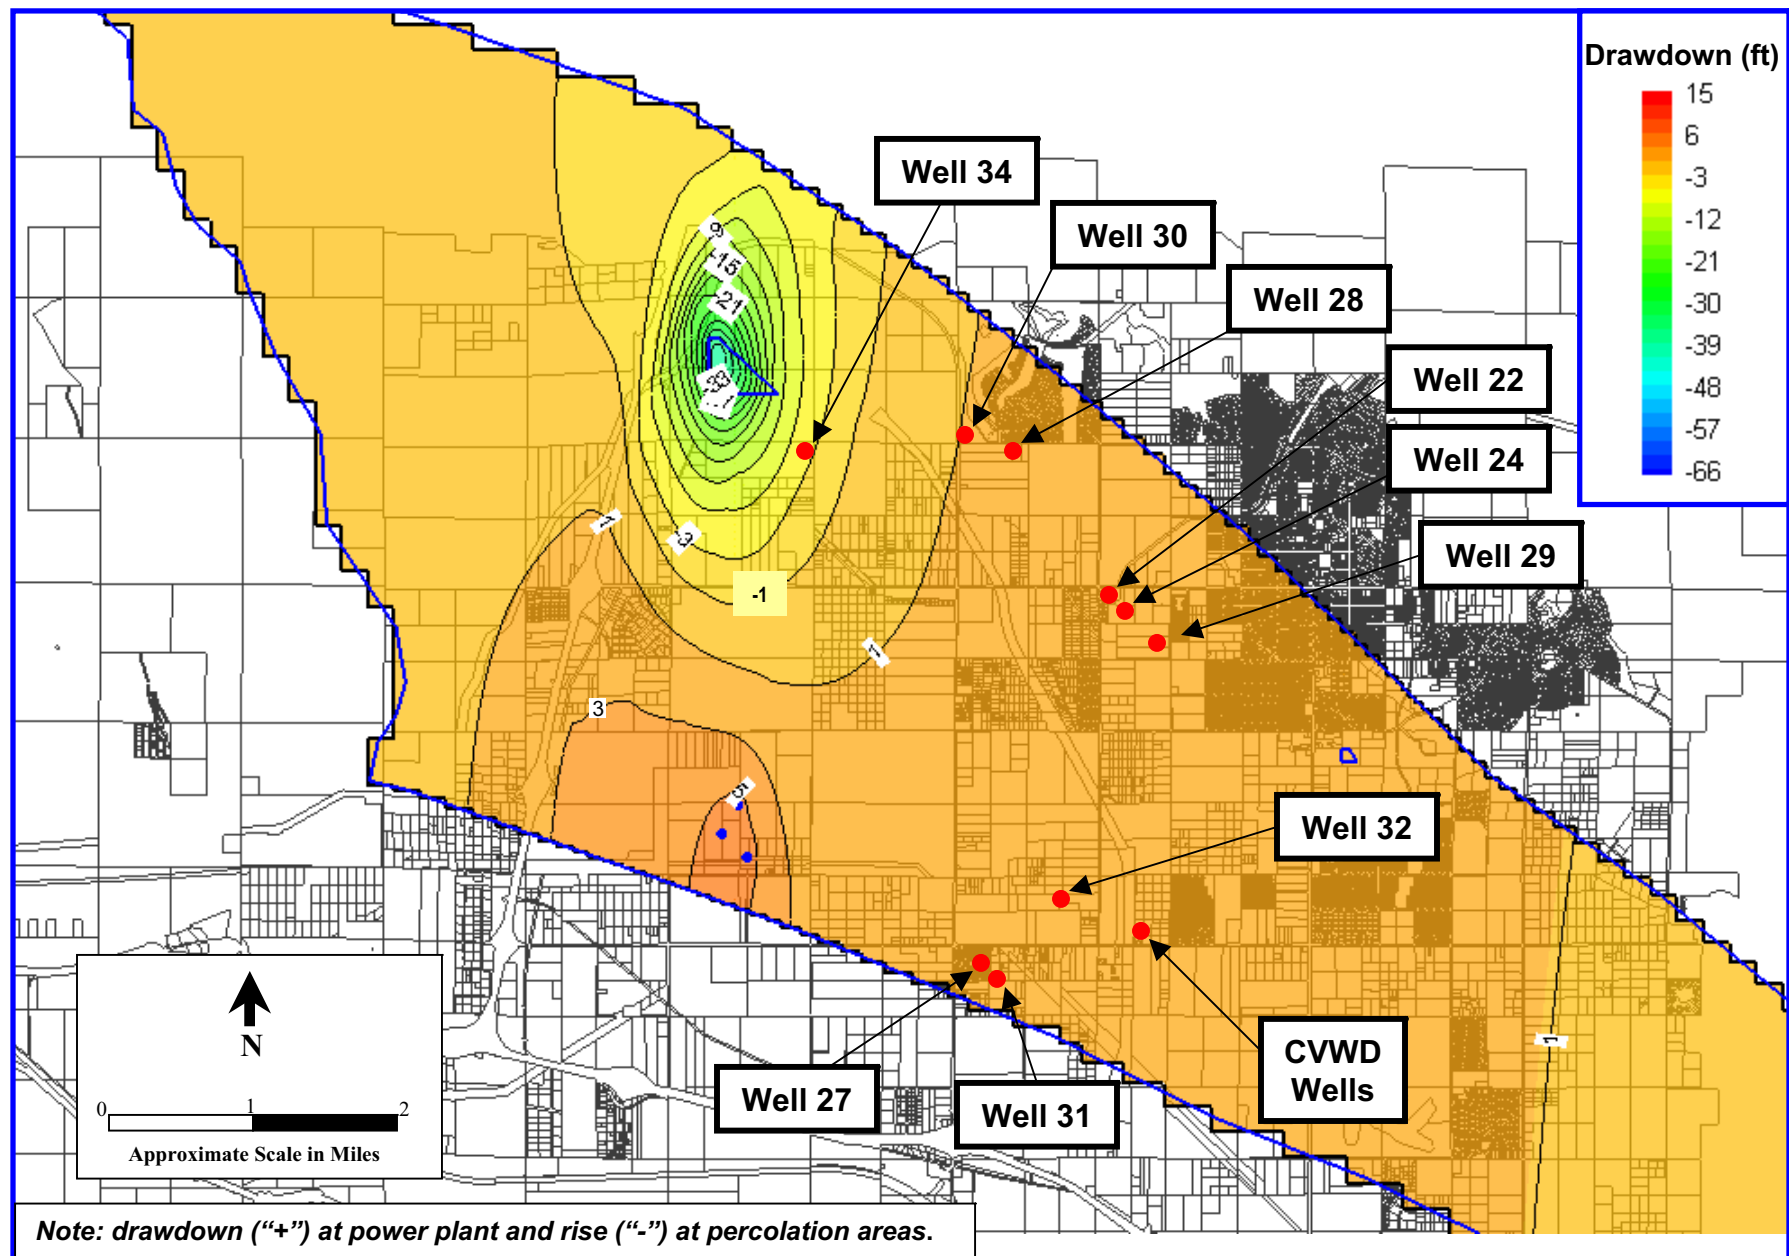 Drawdown (ft)
15
6
-3
-12
-21
-30
-39
-48
-57
-66
Well 34
Well 30
Well 28
Well 22
Well 24
Well 29
-15
-21
-33
-3
-1
1
1
3
5
1
Well 32
CVWD
Wells
Well 27
Well 31
N
0 1 2
Approximate Scale in Miles
Note: drawdown (“+”) at power plant and rise (“-”) at percolation areas.